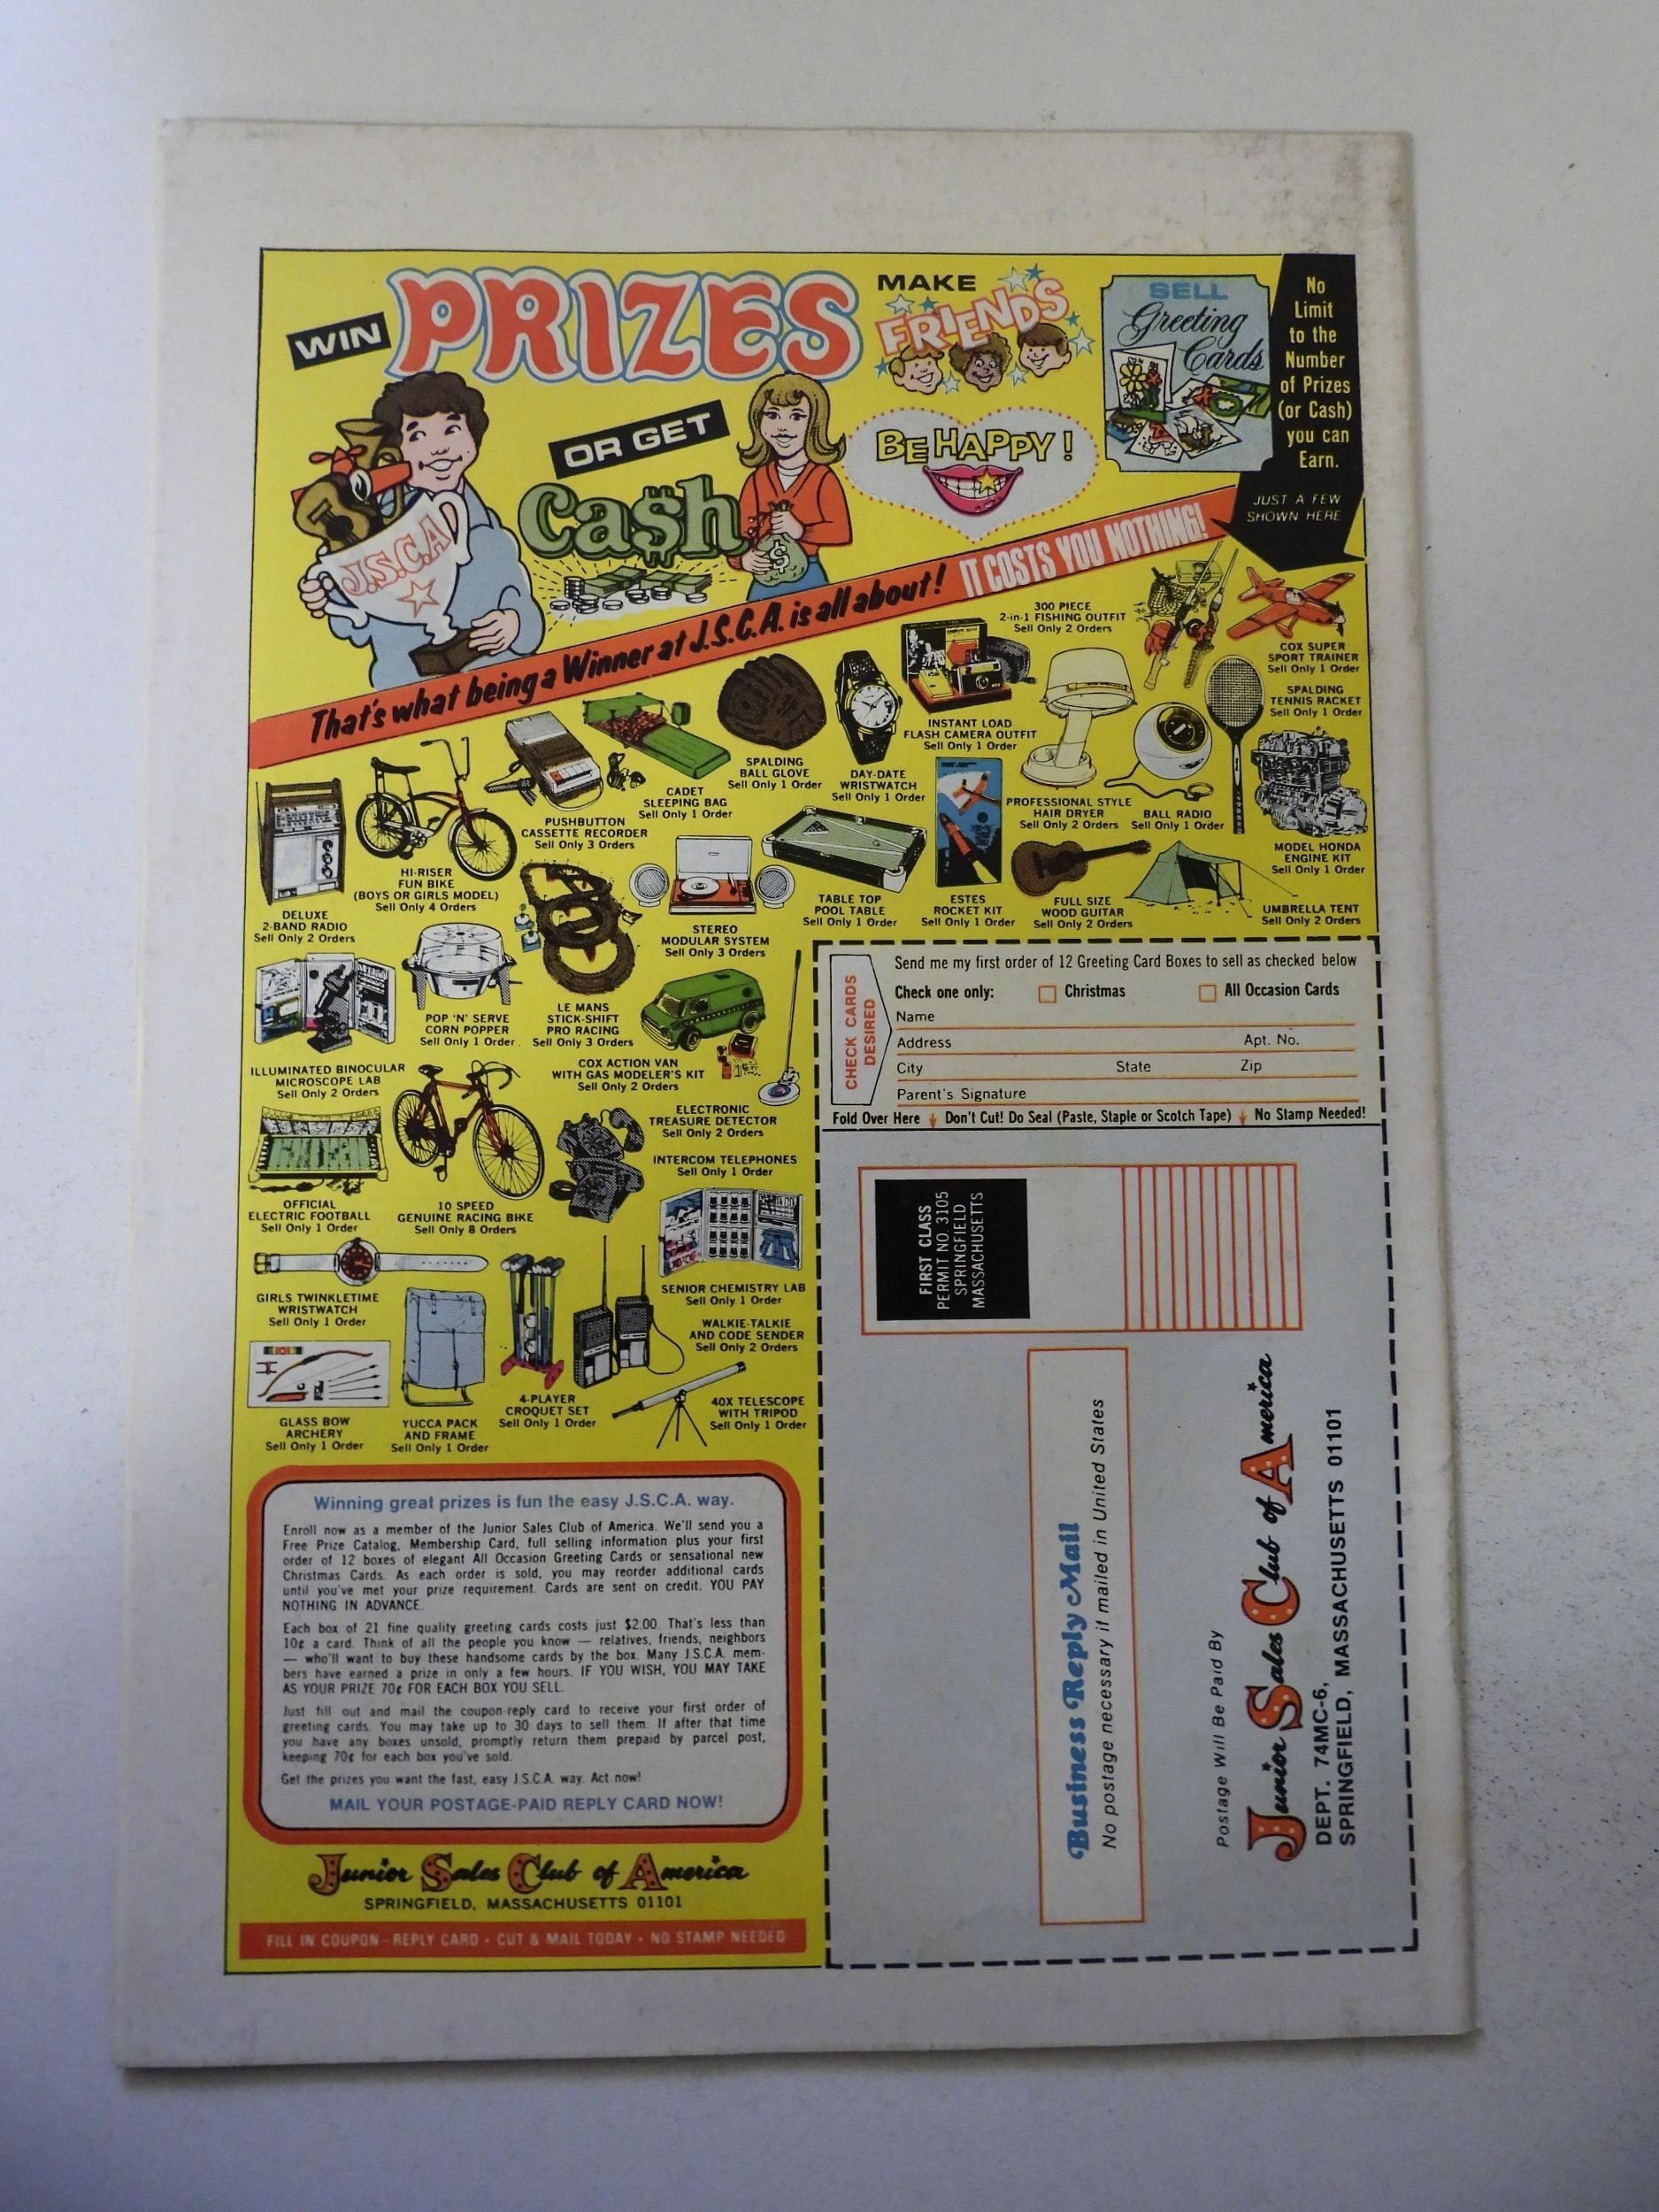 WIN PRIZES
MAKE
FRIENDS
SELL
Greeting
Cards
No
Limit
to the
Number
of Prizes
(or Cash)
you can
Earn.
JUST A FEW
SHOWN HERE
OR GET
Ca$h
$
BE HAPPY!
J.S.C.A
That's what being a Winner at J.S.C.A. is all about! IT COSTS YOU NOTHING!
300 PIECE
2-in-1 FISHING OUTFIT
Sell Only 2 Orders
COX SUPER
SPORT TRAINER
Sell Only 1 Order
SPALDING
TENNIS RACKET
Sell Only 1 Order
INSTANT LOAD
FLASH CAMERA OUTFIT
Sell Only 1 Order
SPALDING
BALL GLOVE
Sell Only 1 Order
DAY-DATE
WRISTWATCH
Sell Only 1 Order
CADET
SLEEPING BAG
Sell Only 1 Order
PROFESSIONAL STYLE
HAIR DRYER
Sell Only 2 Orders
BALL RADIO
Sell Only 1 Order
PUSHBUTTON
CASSETTE RECORDER
Sell Only 3 Orders
MODEL HONDA
ENGINE KIT
Sell Only 1 Order
HI-RISER
FUN BIKE
(BOYS OR GIRLS MODEL)
Sell Only 4 Orders
DELUXE
2-BAND RADIO
Sell Only 2 Orders
STEREO
MODULAR SYSTEM
Sell Only 3 Orders
TABLE TOP
POOL TABLE
Sell Only 1 Order
ESTES
ROCKET KIT
Sell Only 1 Order
FULL SIZE
WOOD GUITAR
Sell Only 2 Orders
UMBRELLA TENT
Sell Only 2 Orders
POP 'N' SERVE
CORN POPPER
Sell Only 1 Order
LE MANS
STICK-SHIFT
PRO RACING
Sell Only 3 Orders
ILLUMINATED BINOCULAR
MICROSCOPE LAB
Sell Only 2 Orders
COX ACTION VAN
WITH GAS MODELER'S KIT
Sell Only 2 Orders
ELECTRONIC
TREASURE DETECTOR
Sell Only 2 Orders
INTERCOM TELEPHONES
Sell Only 1 Order
OFFICIAL
ELECTRIC FOOTBALL
Sell Only 1 Order
10 SPEED
GENUINE RACING BIKE
Sell Only 8 Orders
GIRLS TWINKLETIME
WRISTWATCH
Sell Only 1 Order
SENIOR CHEMISTRY LAB
Sell Only 1 Order
WALKIE-TALKIE
AND CODE SENDER
Sell Only 2 Orders
GLASS BOW
ARCHERY
Sell Only 1 Order
YUCCA PACK
AND FRAME
Sell Only 1 Order
4-PLAYER
CROQUET SET
Sell Only 1 Order
40X TELESCOPE
WITH TRIPOD
Sell Only 1 Order
Winning great prizes is fun the easy J.S.C.A. way.
Enroll now as a member of the Junior Sales Club of America. We'll send you a
Free Prize Catalog, Membership Card, full selling information plus your first
order of 12 boxes of elegant All Occasion Greeting Cards or sensational new
Christmas Cards. As each order is sold, you may reorder additional cards
until you've met your prize requirement. Cards are sent on credit. YOU PAY
NOTHING IN ADVANCE.
Each box of 21 fine quality greeting cards costs just $2.00. That's less than
10¢ a card. Think of all the people you know — relatives, friends, neighbors
— who'll want to buy these handsome cards by the box. Many J.S.C.A. mem-
bers have earned a prize in only a few hours. IF YOU WISH, YOU MAY TAKE
AS YOUR PRIZE 70¢ FOR EACH BOX YOU SELL.
Just fill out and mail the coupon-reply card to receive your first order of
greeting cards. You may take up to 30 days to sell them. If after that time
you have any boxes unsold, promptly return them prepaid by parcel post,
keeping 70¢ for each box you've sold.
Get the prizes you want the fast, easy J.S.C.A. way. Act now!
MAIL YOUR POSTAGE-PAID REPLY CARD NOW!
Junior Sales Club of America
SPRINGFIELD, MASSACHUSETTS 01101
FILL IN COUPON-REPLY CARD • CUT & MAIL TODAY • NO STAMP NEEDED
CHECK CARDS
DESIRED
Send me my first order of 12 Greeting Card Boxes to sell as checked below
Check one only: Christmas All Occasion Cards
Name
Address Apt. No.
City State Zip
Parent's Signature
Fold Over Here Don't Cut! Do Seal (Paste, Staple or Scotch Tape) No Stamp Needed!
FIRST CLASS
PERMIT NO. 3105
SPRINGFIELD
MASSACHUSETTS
Business Reply Mail
No postage necessary if mailed in United States
Postage Will Be Paid By
Junior Sales Club of America
DEPT. 74MC-6,
SPRINGFIELD, MASSACHUSETTS 01101